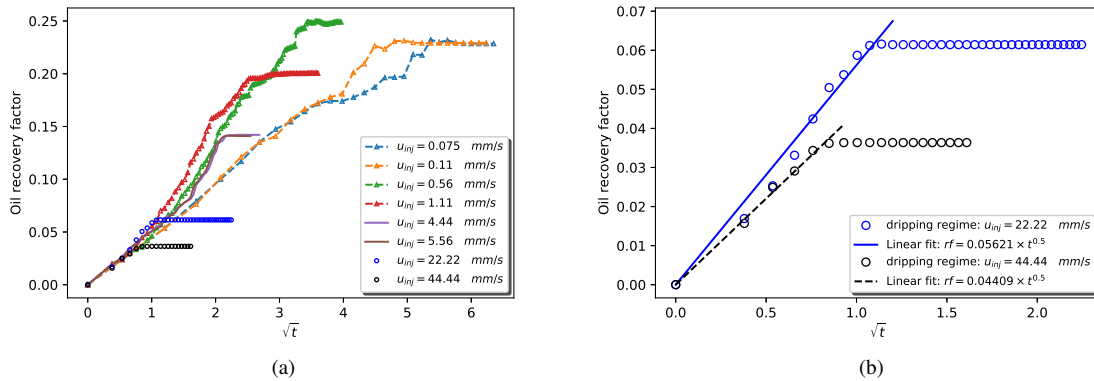 0.25
0.20
0.15
0.10
0.05
0.00
Oil recovery factor
0 1 2 3 4 5 6
√t
u_inj = 0.075 mm/s
u_inj = 0.11 mm/s
u_inj = 0.56 mm/s
u_inj = 1.11 mm/s
u_inj = 4.44 mm/s
u_inj = 5.56 mm/s
u_inj = 22.22 mm/s
u_inj = 44.44 mm/s
(a)
0.07
0.06
0.05
0.04
0.03
0.02
0.01
0.00
Oil recovery factor
0.0 0.5 1.0 1.5 2.0
√t
dripping regime: u_inj = 22.22 mm/s
Linear fit: rf = 0.05621 × t^0.5
dripping regime: u_inj = 44.44 mm/s
Linear fit: rf = 0.04409 × t^0.5
(b)